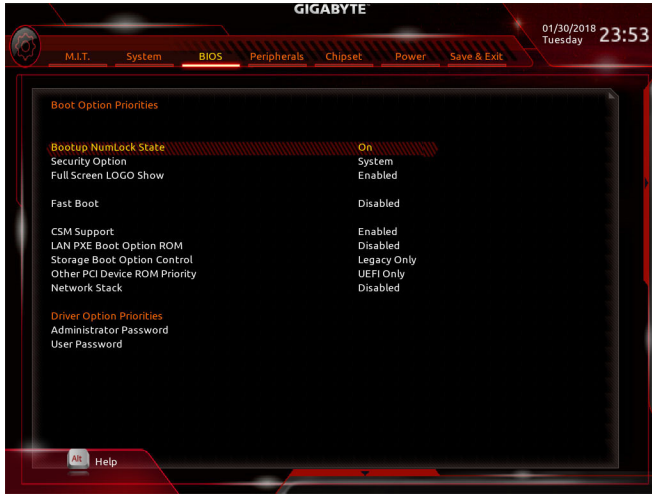 GIGABYTE
01/30/2018
Tuesday
23:53
M.I.T. System BIOS Peripherals Chipset Power Save & Exit
Boot Option Priorities
Bootup NumLock State On
Security Option System
Full Screen LOGO Show Enabled
Fast Boot Disabled
CSM Support Enabled
LAN PXE Boot Option ROM Disabled
Storage Boot Option Control Legacy Only
Other PCI Device ROM Priority UEFI Only
Network Stack Disabled
Driver Option Priorities
Administrator Password
User Password
Alt Help